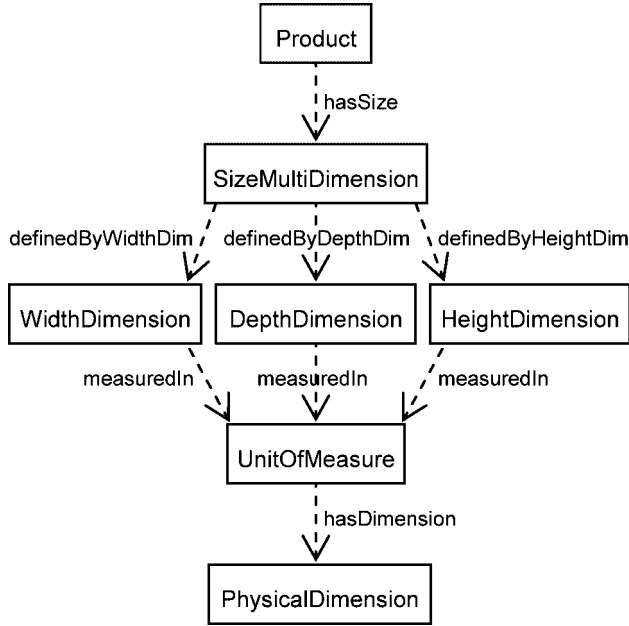 Product
hasSize
SizeMultiDimension
definedByWidthDim definedByDepthDim definedByHeightDim
WidthDimension DepthDimension HeightDimension
measuredIn measuredIn measuredIn
UnitOfMeasure
hasDimension
PhysicalDimension